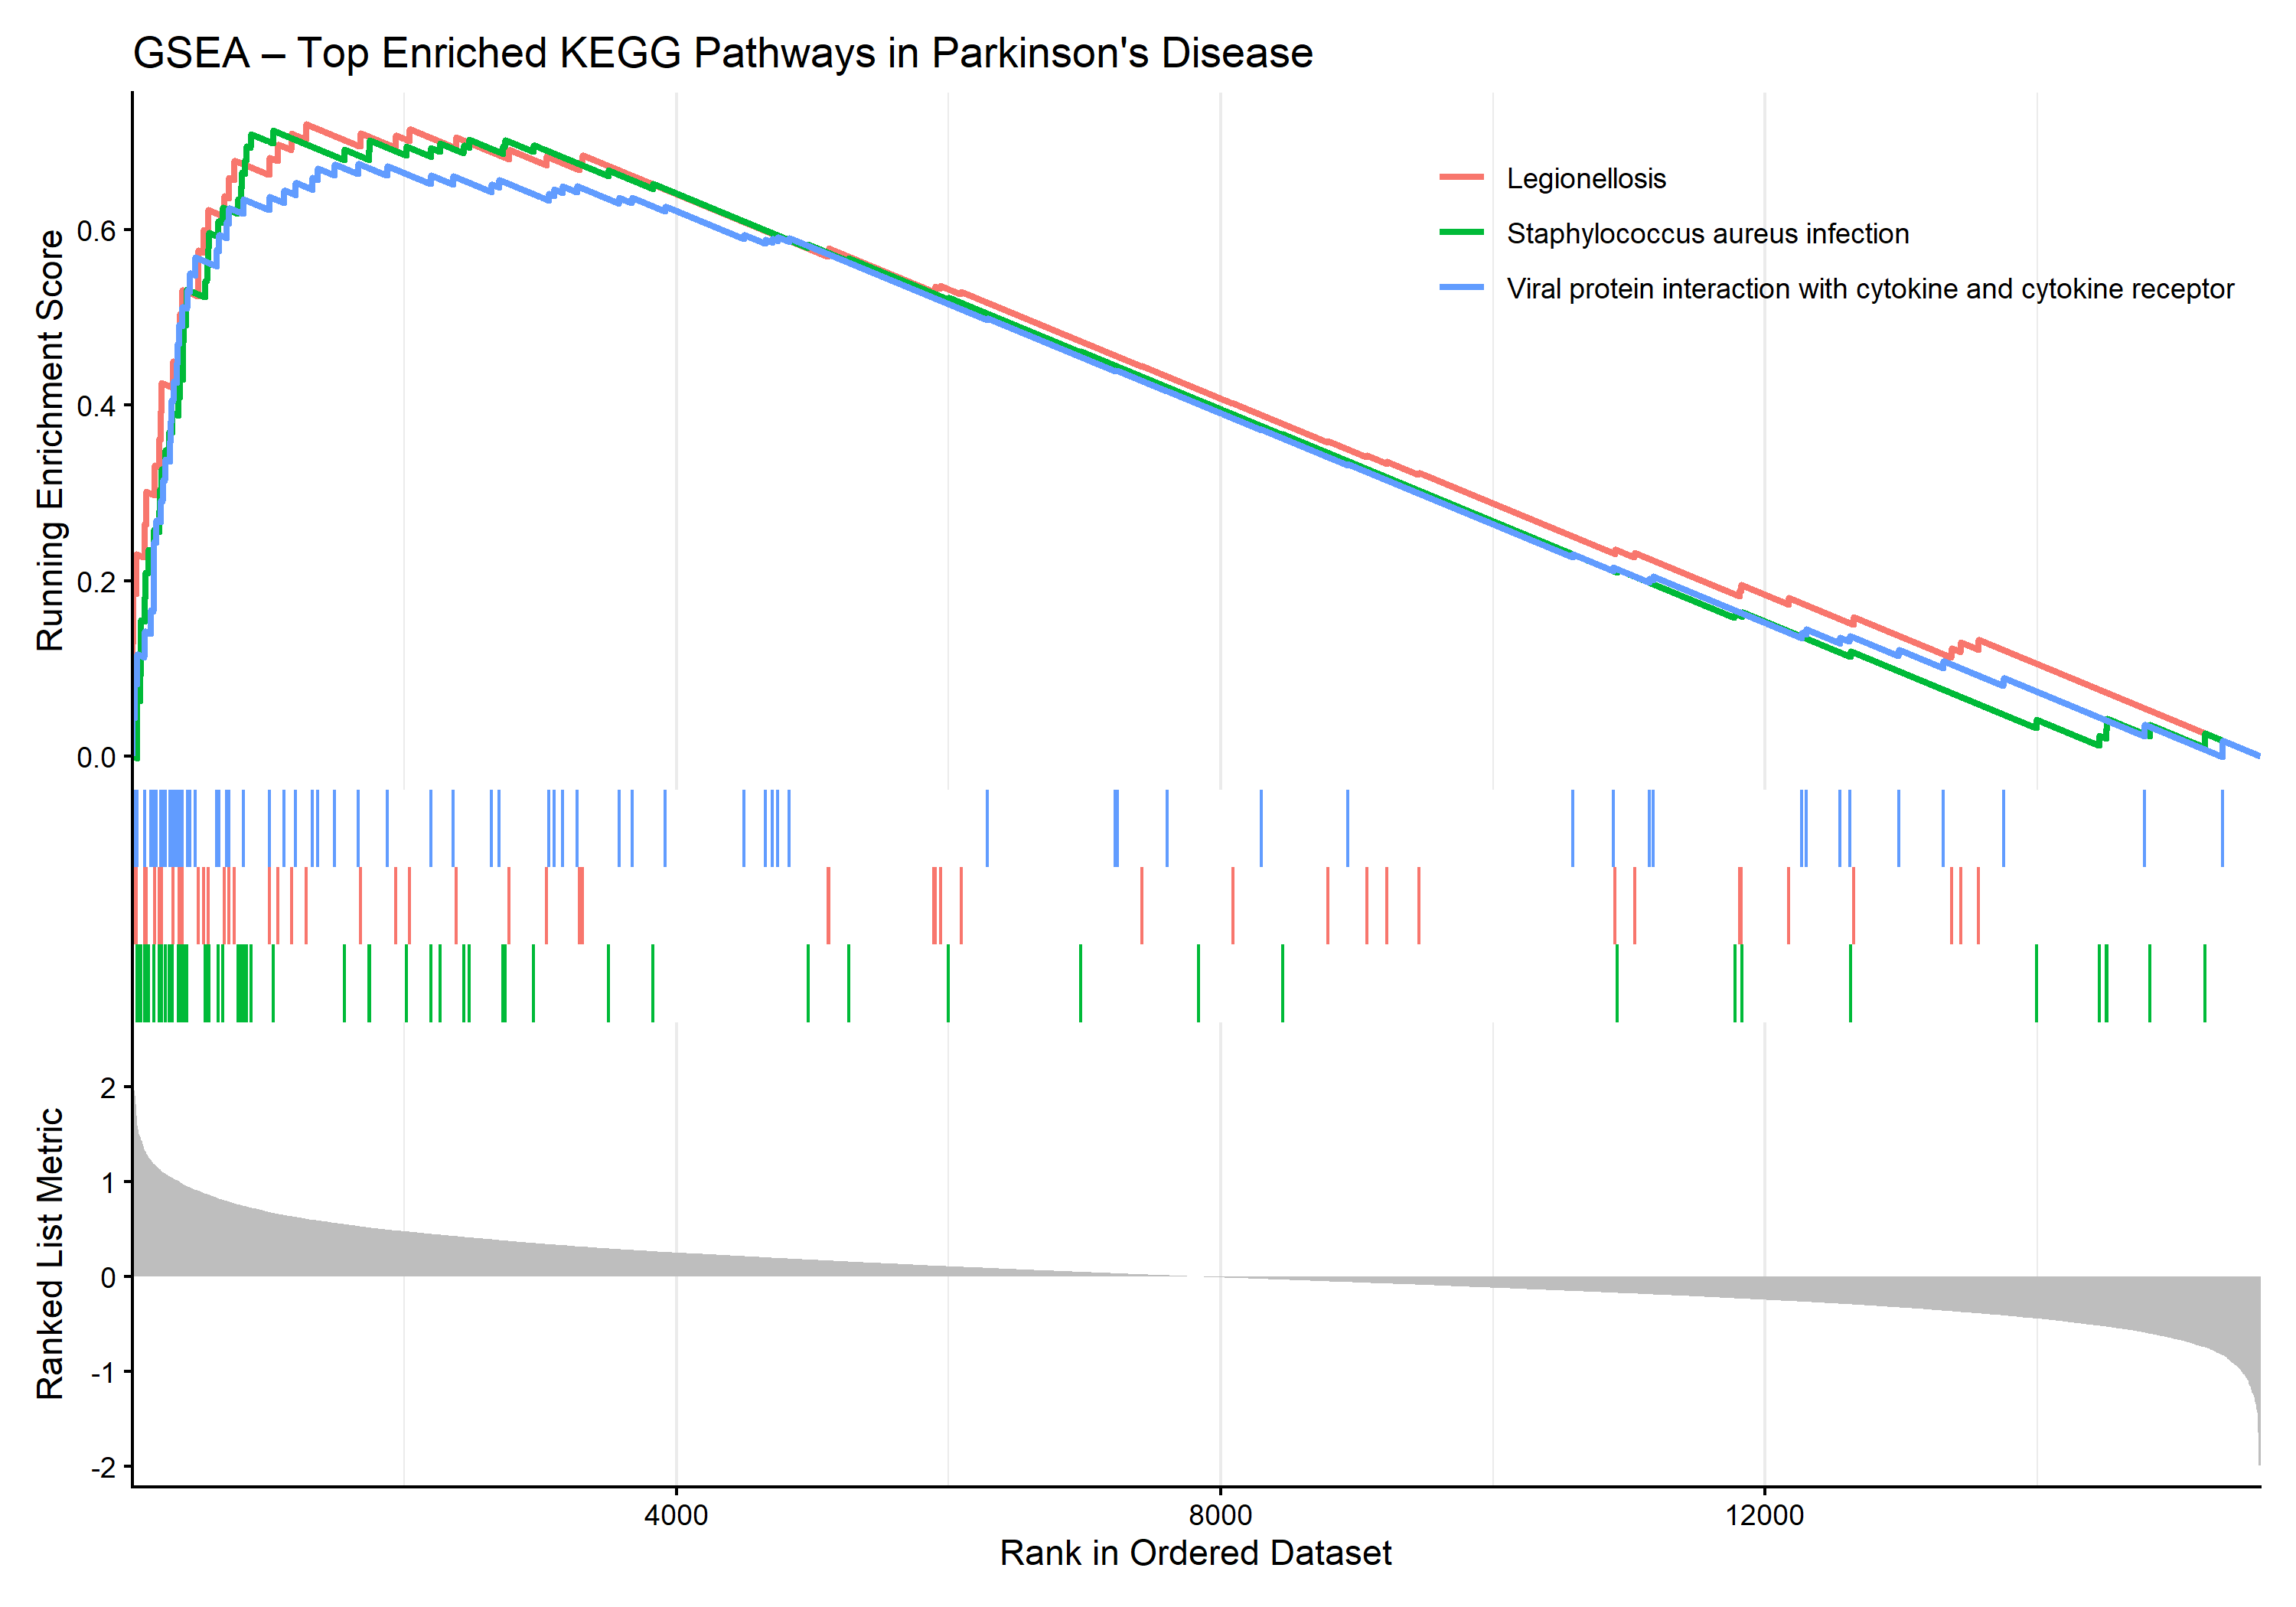 GSEA – Top Enriched KEGG Pathways in Parkinson's Disease
Running Enrichment Score
0.6
0.4
0.2
0.0
Legionellosis
Staphylococcus aureus infection
Viral protein interaction with cytokine and cytokine receptor
Ranked List Metric
2
1
0
-1
-2
4000 8000 12000
Rank in Ordered Dataset